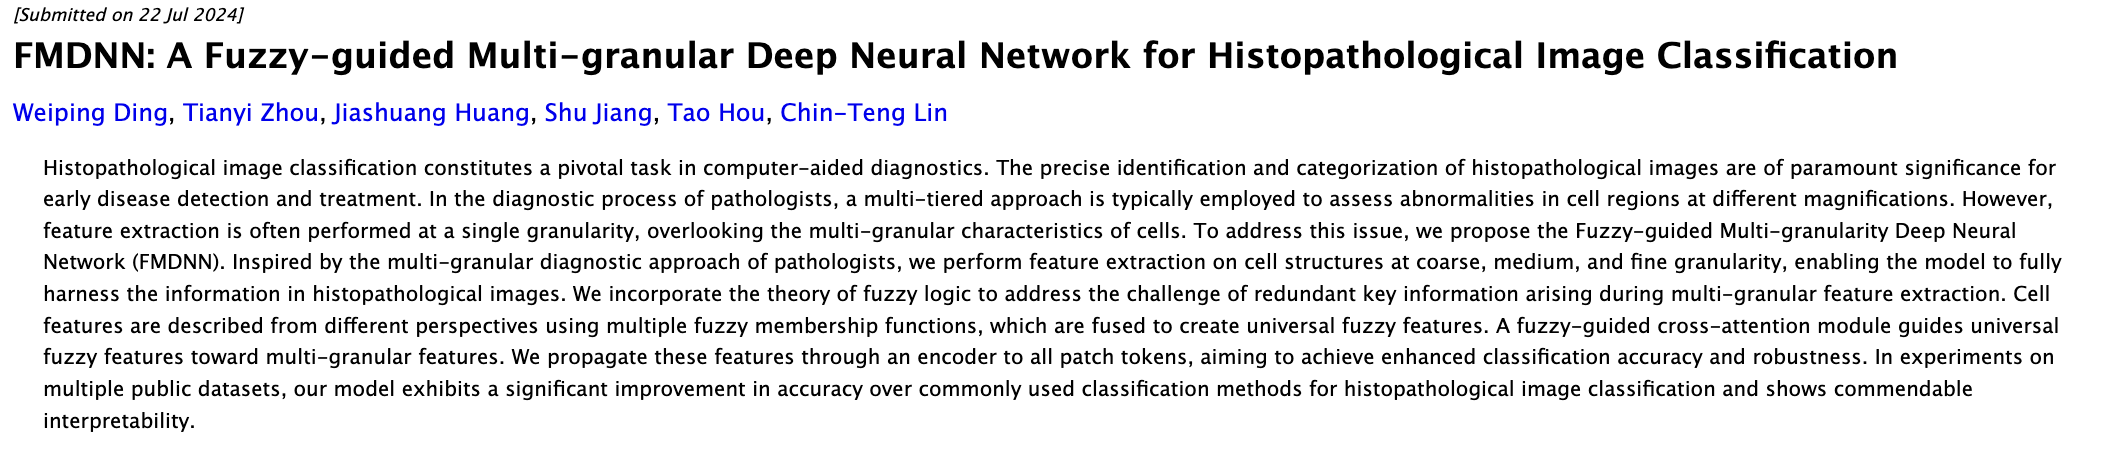 [Submitted on 22 Jul 2024]
FMDNN: A Fuzzy-guided Multi-granular Deep Neural Network for Histopathological Image Classification
Weiping Ding, Tianyi Zhou, Jiashuang Huang, Shu Jiang, Tao Hou, Chin-Teng Lin
Histopathological image classification constitutes a pivotal task in computer-aided diagnostics. The precise identification and categorization of histopathological images are of paramount significance for
early disease detection and treatment. In the diagnostic process of pathologists, a multi-tiered approach is typically employed to assess abnormalities in cell regions at different magnifications. However,
feature extraction is often performed at a single granularity, overlooking the multi-granular characteristics of cells. To address this issue, we propose the Fuzzy-guided Multi-granularity Deep Neural
Network (FMDNN). Inspired by the multi-granular diagnostic approach of pathologists, we perform feature extraction on cell structures at coarse, medium, and fine granularity, enabling the model to fully
harness the information in histopathological images. We incorporate the theory of fuzzy logic to address the challenge of redundant key information arising during multi-granular feature extraction. Cell
features are described from different perspectives using multiple fuzzy membership functions, which are fused to create universal fuzzy features. A fuzzy-guided cross-attention module guides universal
fuzzy features toward multi-granular features. We propagate these features through an encoder to all patch tokens, aiming to achieve enhanced classification accuracy and robustness. In experiments on
multiple public datasets, our model exhibits a significant improvement in accuracy over commonly used classification methods for histopathological image classification and shows commendable
interpretability.